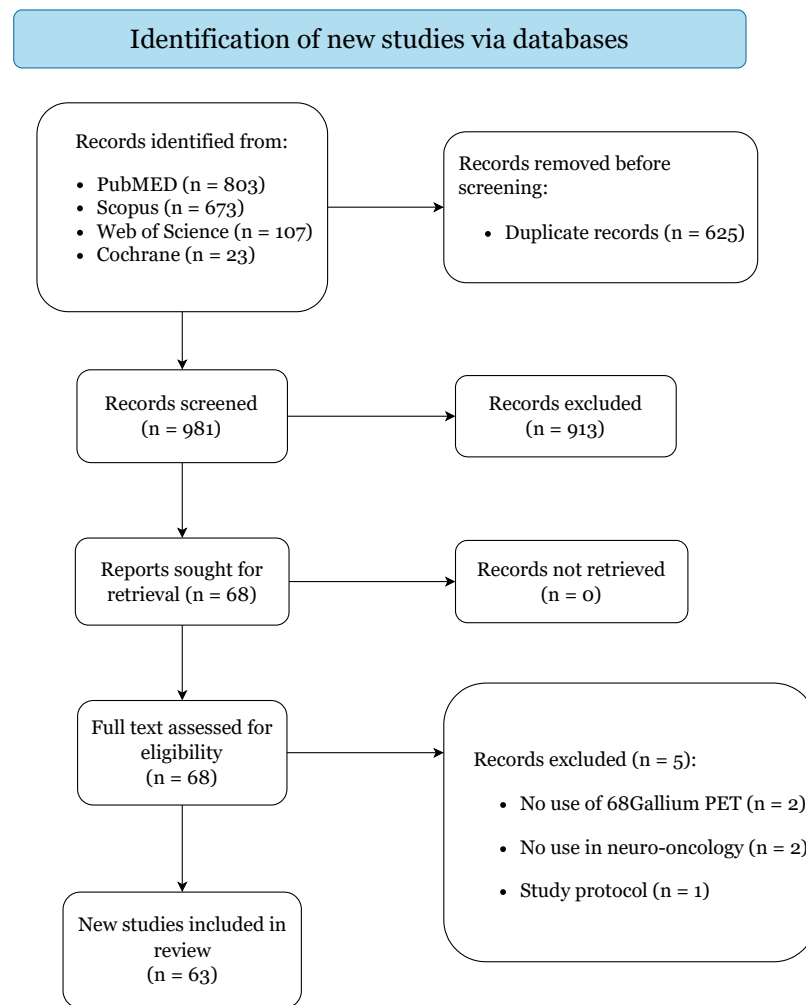 Identification of new studies via databases
Records identified from:
• PubMED (n = 803)
• Scopus (n = 673)
• Web of Science (n = 107)
• Cochrane (n = 23)
Records removed before
screening:
• Duplicate records (n = 625)
Records screened
(n = 981)
Records excluded
(n = 913)
Reports sought for
retrieval (n = 68)
Records not retrieved
(n = 0)
Full text assessed for
eligibility
(n = 68)
Records excluded (n = 5):
• No use of 68Gallium PET (n = 2)
• No use in neuro-oncology (n = 2)
• Study protocol (n = 1)
New studies included in
review
(n = 63)